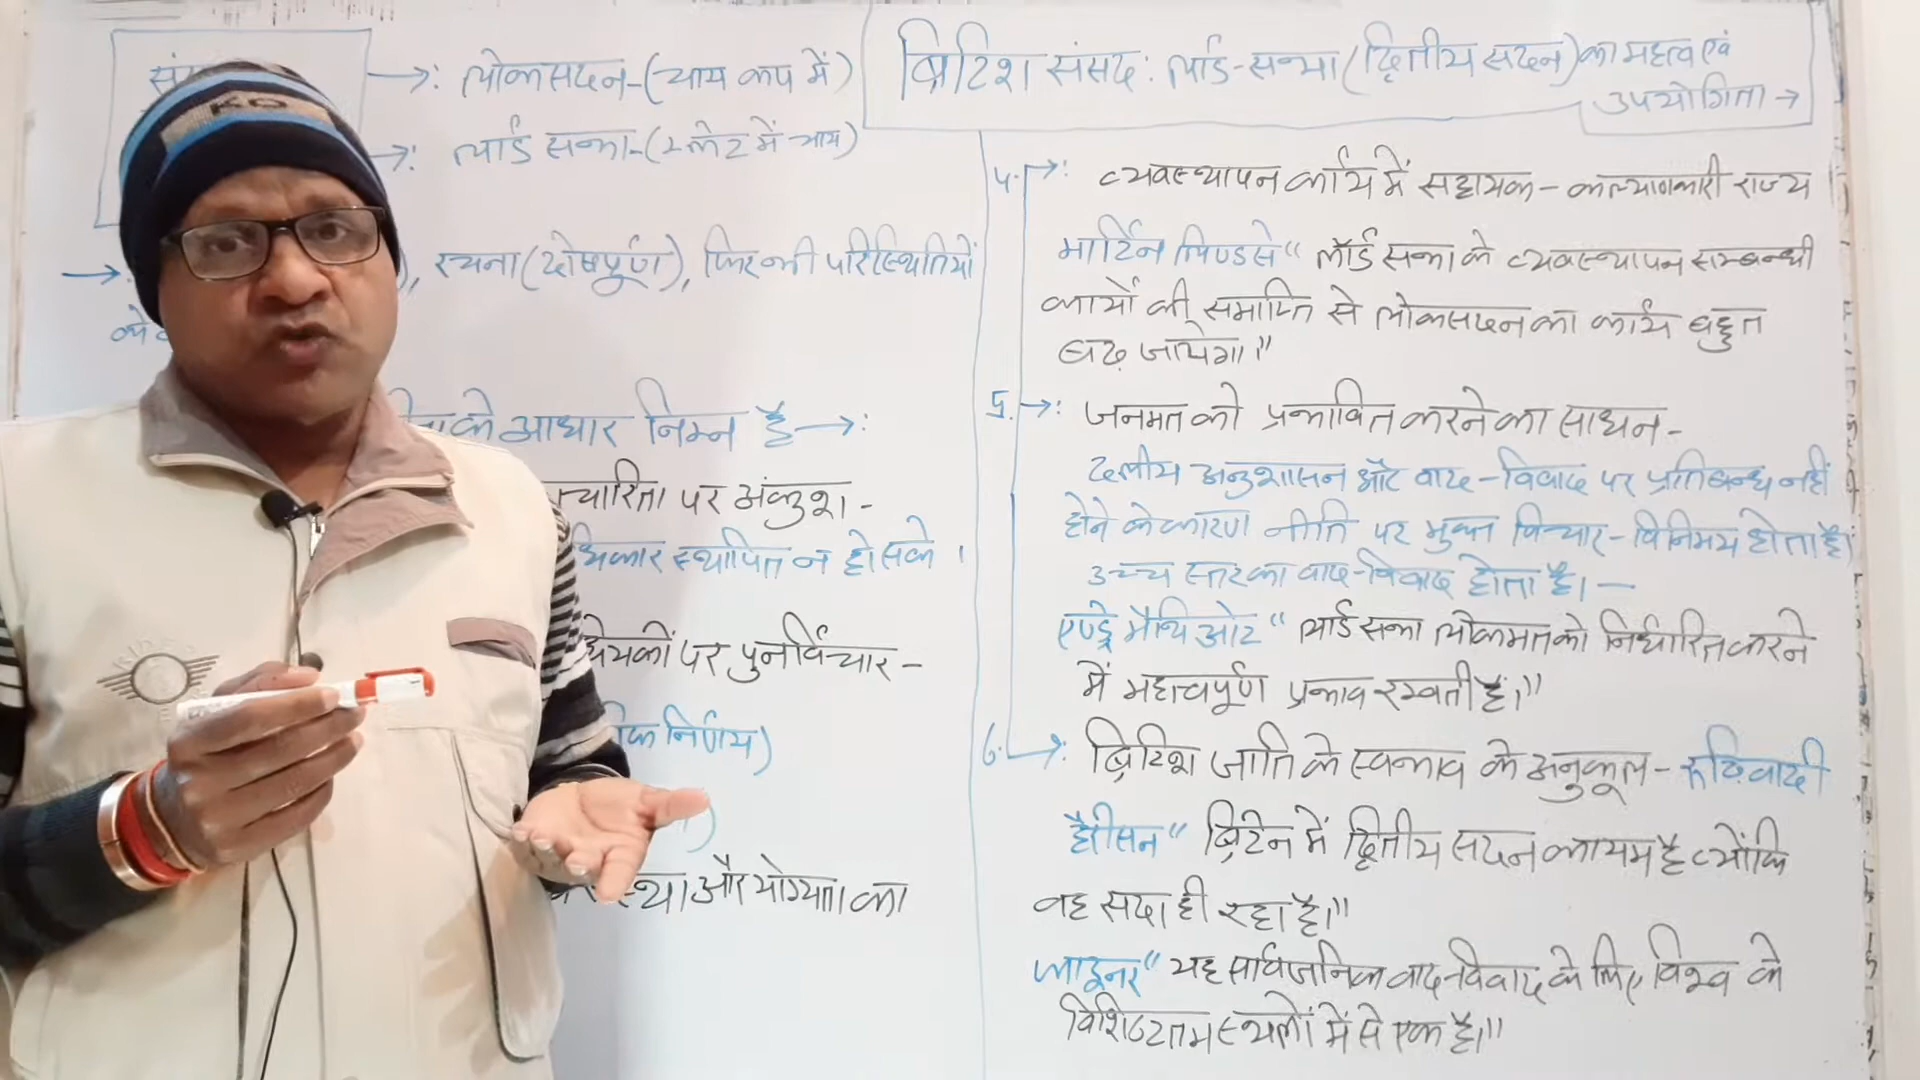 ब्रिटिश संसद: लार्ड-सभा (द्वितीय सदन) का महत्व एवं
उपयोगिता →
→: लोकसदन-(चाय कप में)
→: लार्ड सभा-(प्लेट में चाय)
→ रचना (दोषपूर्ण), फिर भी परिस्थितियों
के आधार निम्न है →:
चारिता पर अंकुश -
धिकार स्थापित न हो सके ।
धेयकों पर पुनर्विचार -
निर्णय)
स्था और योग्यता का
4. →: व्यवस्थापन कार्य में सहायक - कल्याणकारी राज्य
मार्टिन लिण्डसे “ लॉर्ड सभा के व्यवस्थापन सम्बन्धी
कार्यो की समाप्ति से लोकसदन का कार्य बहुत
बढ़ जायेगा।”
5. →: जनमत को प्रभावित करने का साधन -
दलीय अनुशासन और वाद-विवाद पर प्रतिबन्ध नहीं
होने के कारण नीति पर मुक्त विचार-विनिमय होता है।
उच्च स्तर का वाद-विवाद होता है। —
एण्ड्रे मैथिओट “ लार्ड सभा लोकमत को निर्धारित करने
में महत्वपूर्ण प्रभाव रखती है।”
6. →: ब्रिटिश जाति के स्वभाव के अनुकूल - रूढ़िवादी
हैरीसन “ ब्रिटेन में द्वितीय सदन कायम है क्योंकि
वह सदा ही रहा है।”
फाइनर “ यह सार्वजनिक वाद-विवाद के लिए विश्व के
विशिष्टतम स्थलों में से एक है।”